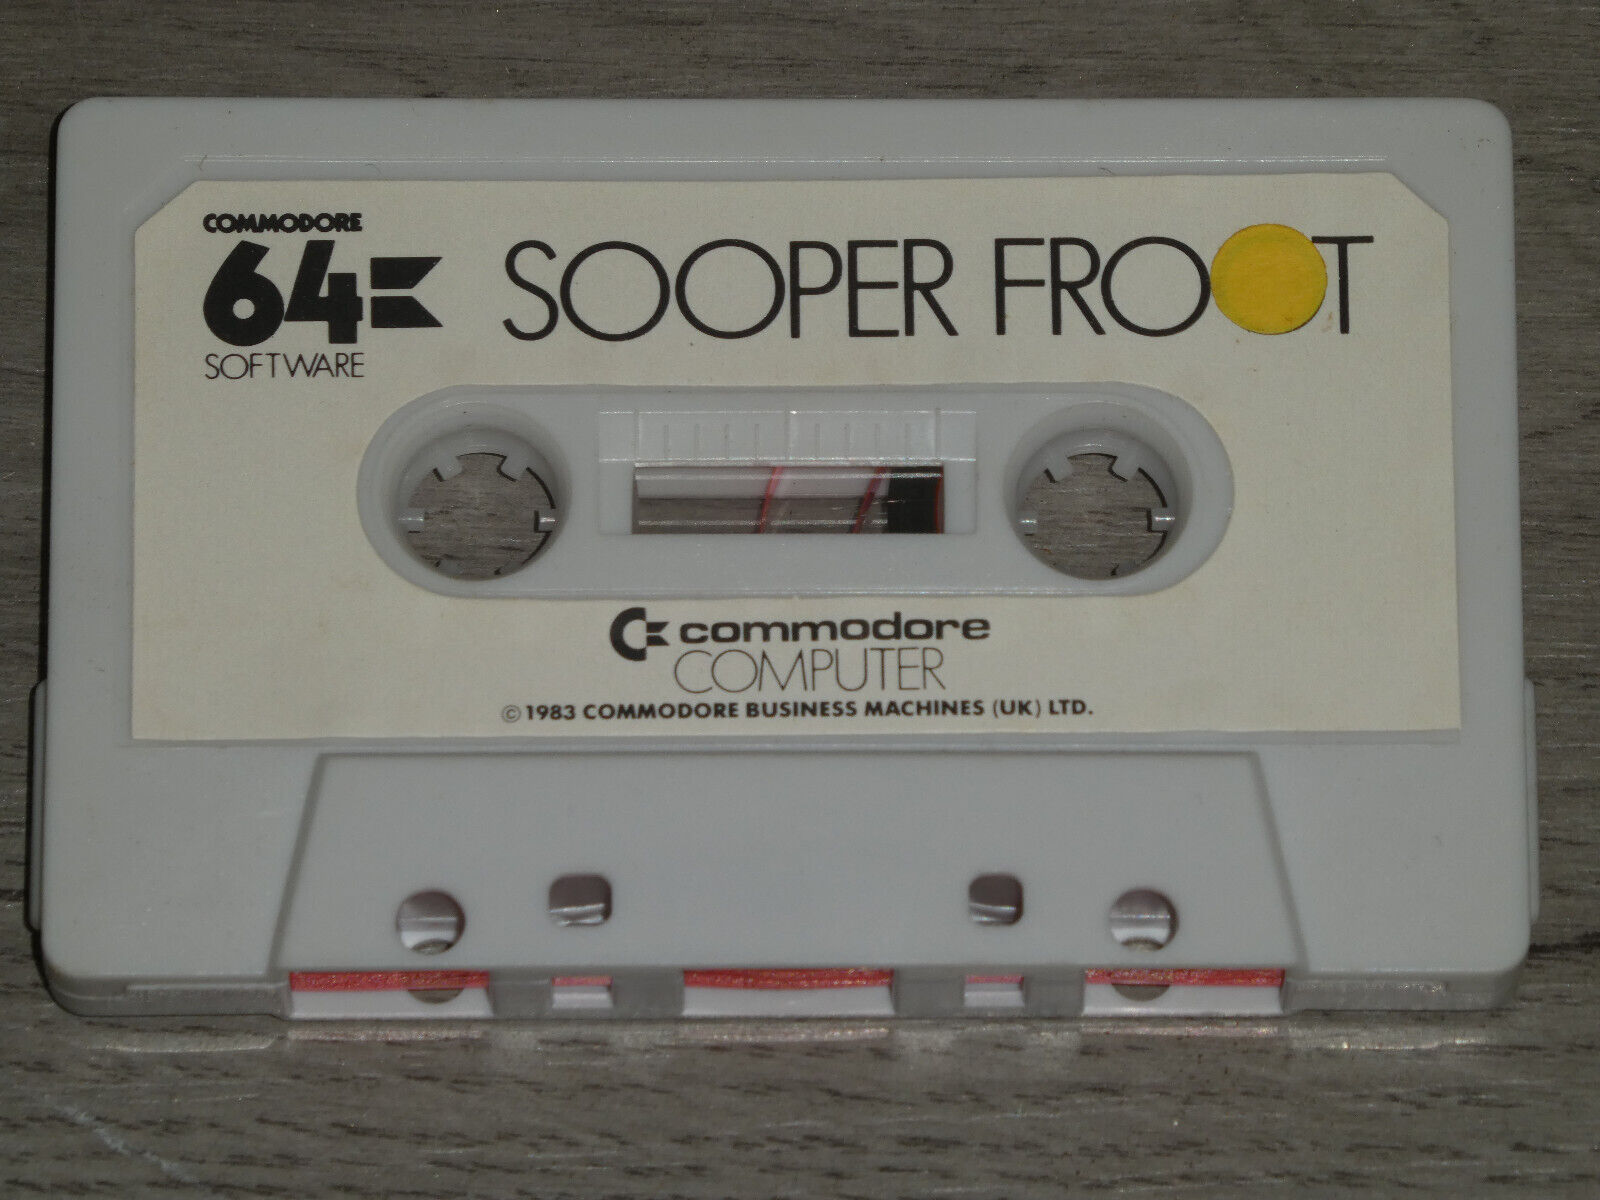 COMMODORE
64
SOFTWARE
SOOPER FROOT
commodore
COMPUTER
©1983 COMMODORE BUSINESS MACHINES (UK) LTD.